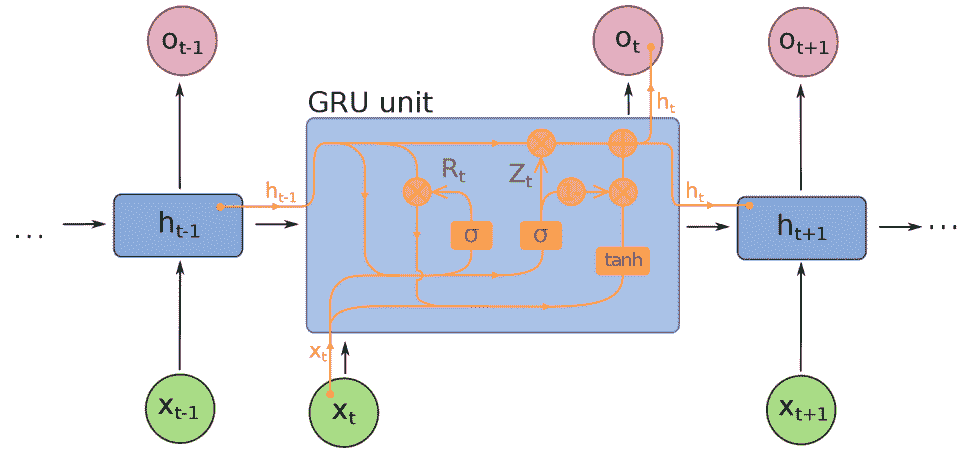 o_{t-1}
o_t
o_{t+1}
GRU unit
h_t
R_t
Z_t
h_{t-1}
h_t
...
h_{t-1}
σ
σ
h_{t+1}
...
tanh
x_t
x_{t-1}
x_t
x_{t+1}